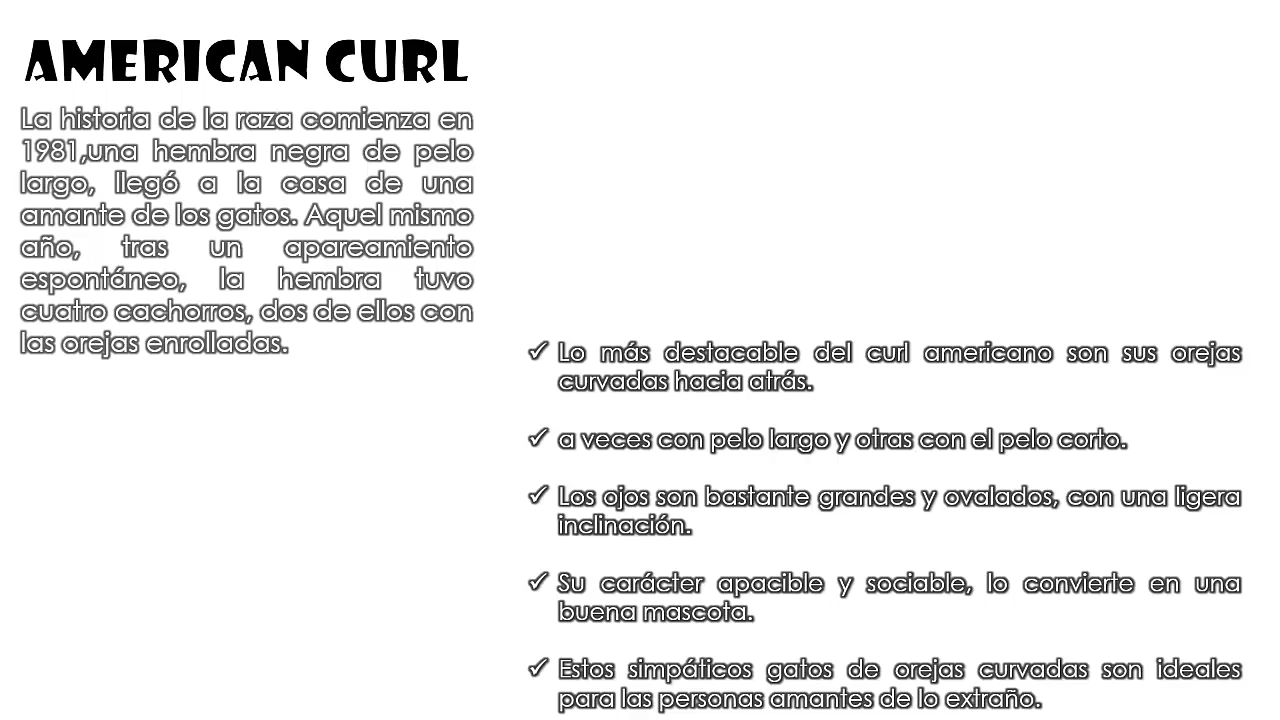 AMERICAN CURL
La historia de la raza comienza en
1981,una hembra negra de pelo
largo, llegó a la casa de una
amante de los gatos. Aquel mismo
año, tras un apareamiento
espontáneo, la hembra tuvo
cuatro cachorros, dos de ellos con
las orejas enrolladas.
✓ Lo más destacable del curl americano son sus orejas
curvadas hacia atrás.
✓ a veces con pelo largo y otras con el pelo corto.
✓ Los ojos son bastante grandes y ovalados, con una ligera
inclinación.
✓ Su carácter apacible y sociable, lo convierte en una
buena mascota.
✓ Estos simpáticos gatos de orejas curvadas son ideales
para las personas amantes de lo extraño.